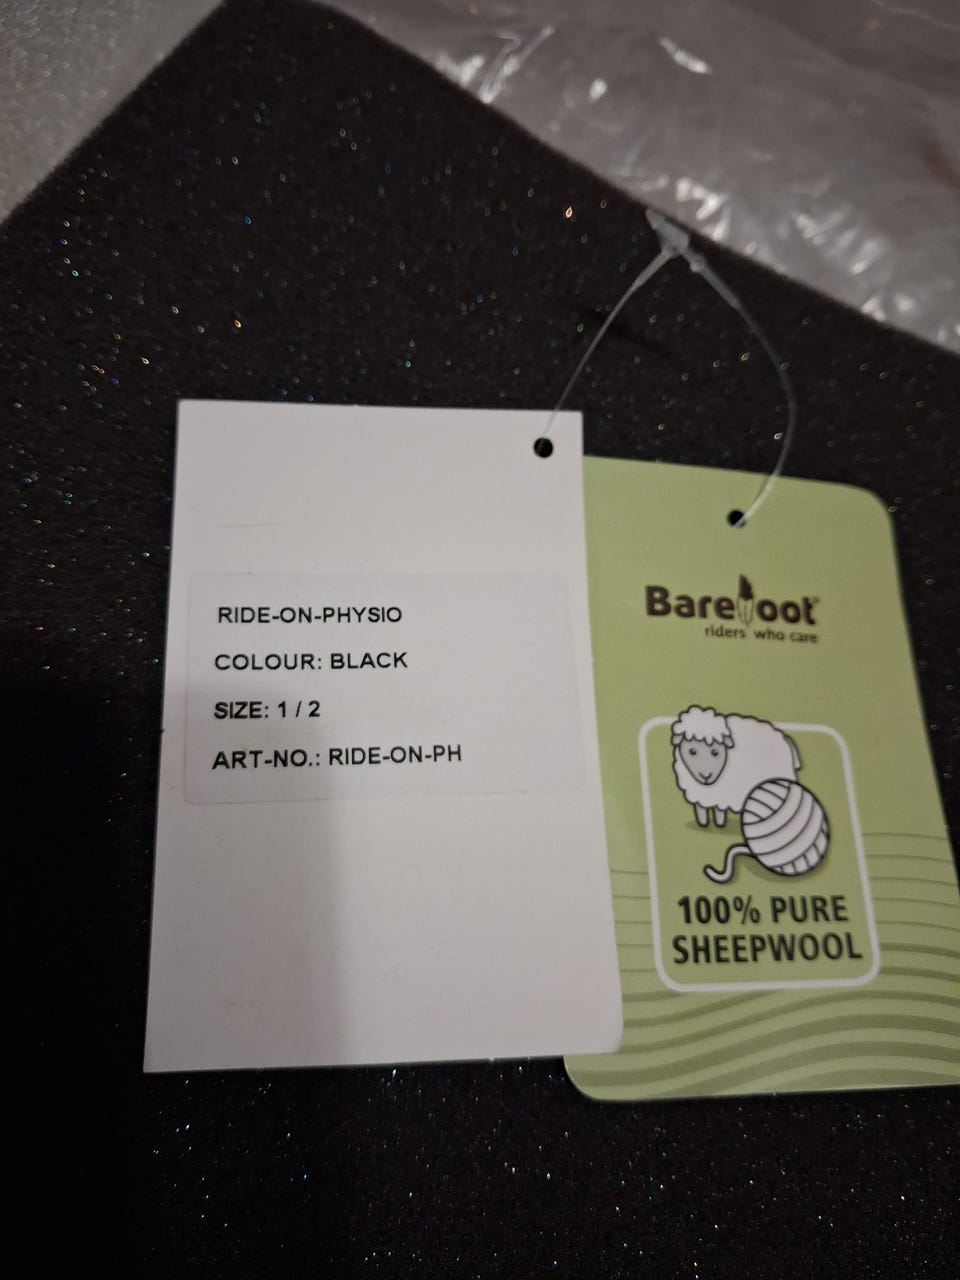 RIDE-ON-PHYSIO
COLOUR: BLACK
SIZE: 1 / 2
ART-NO.: RIDE-ON-PH
Barefoot®
riders who care
100% PURE
SHEEPWOOL